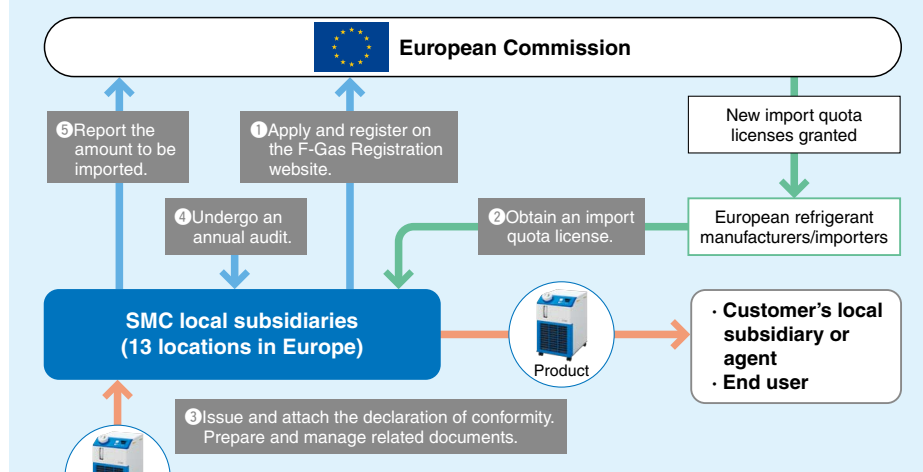 European Commission
❺Report the
amount to be
imported.
❶Apply and register on
the F-Gas Registration
website.
New import quota
licenses granted
❹Undergo an
annual audit.
❷Obtain an import
quota license.
European refrigerant
manufacturers/importers
SMC local subsidiaries
(13 locations in Europe)
Product
· Customer’s local
subsidiary or
agent
· End user
❸Issue and attach the declaration of conformity.
Prepare and manage related documents.